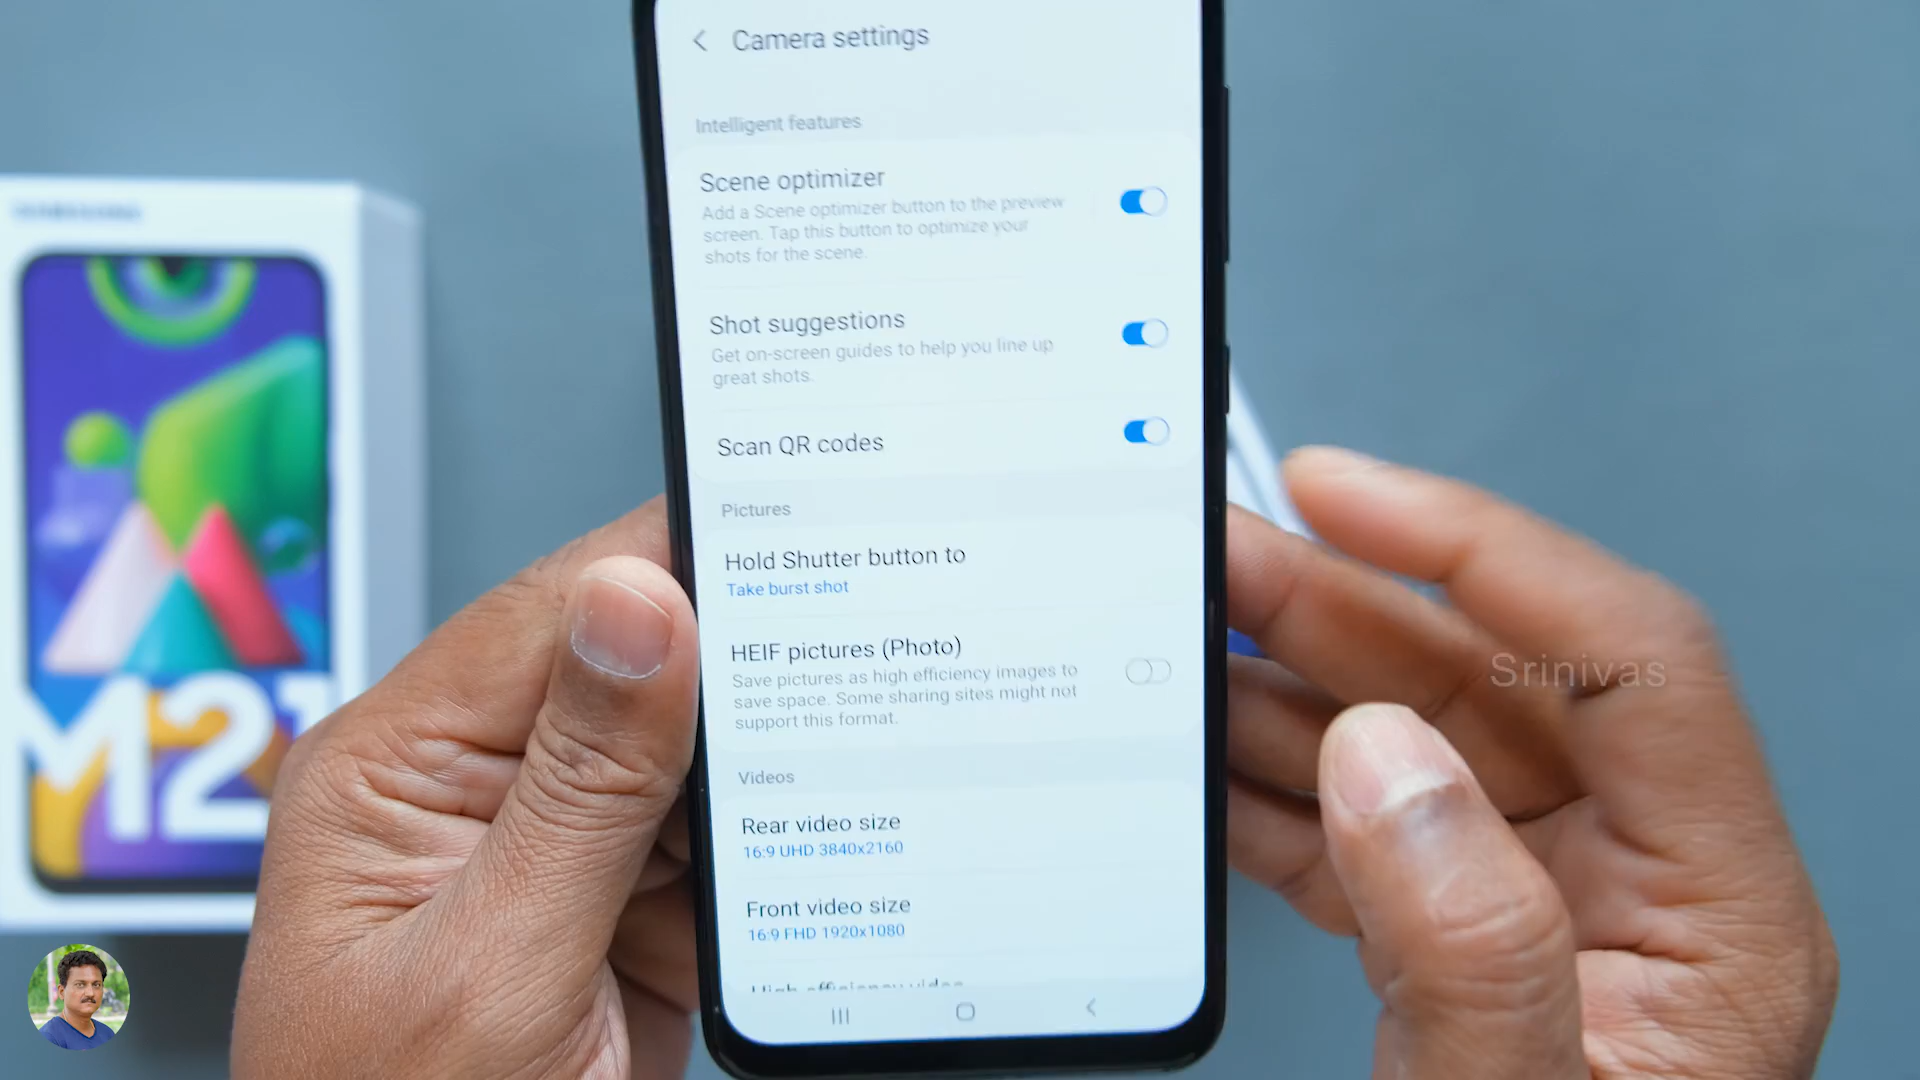 Camera settings
Intelligent features
Scene optimizer
Add a Scene optimizer button to the preview
screen. Tap this button to optimize your
shots for the scene.
Shot suggestions
Get on-screen guides to help you line up
great shots.
Scan QR codes
Pictures
Hold Shutter button to
Take burst shot
HEIF pictures (Photo)
Save pictures as high efficiency images to
save space. Some sharing sites might not
support this format.
Videos
Rear video size
16:9 UHD 3840x2160
Front video size
16:9 FHD 1920x1080
High efficiency video
SAMSUNG
M21
Srinivas